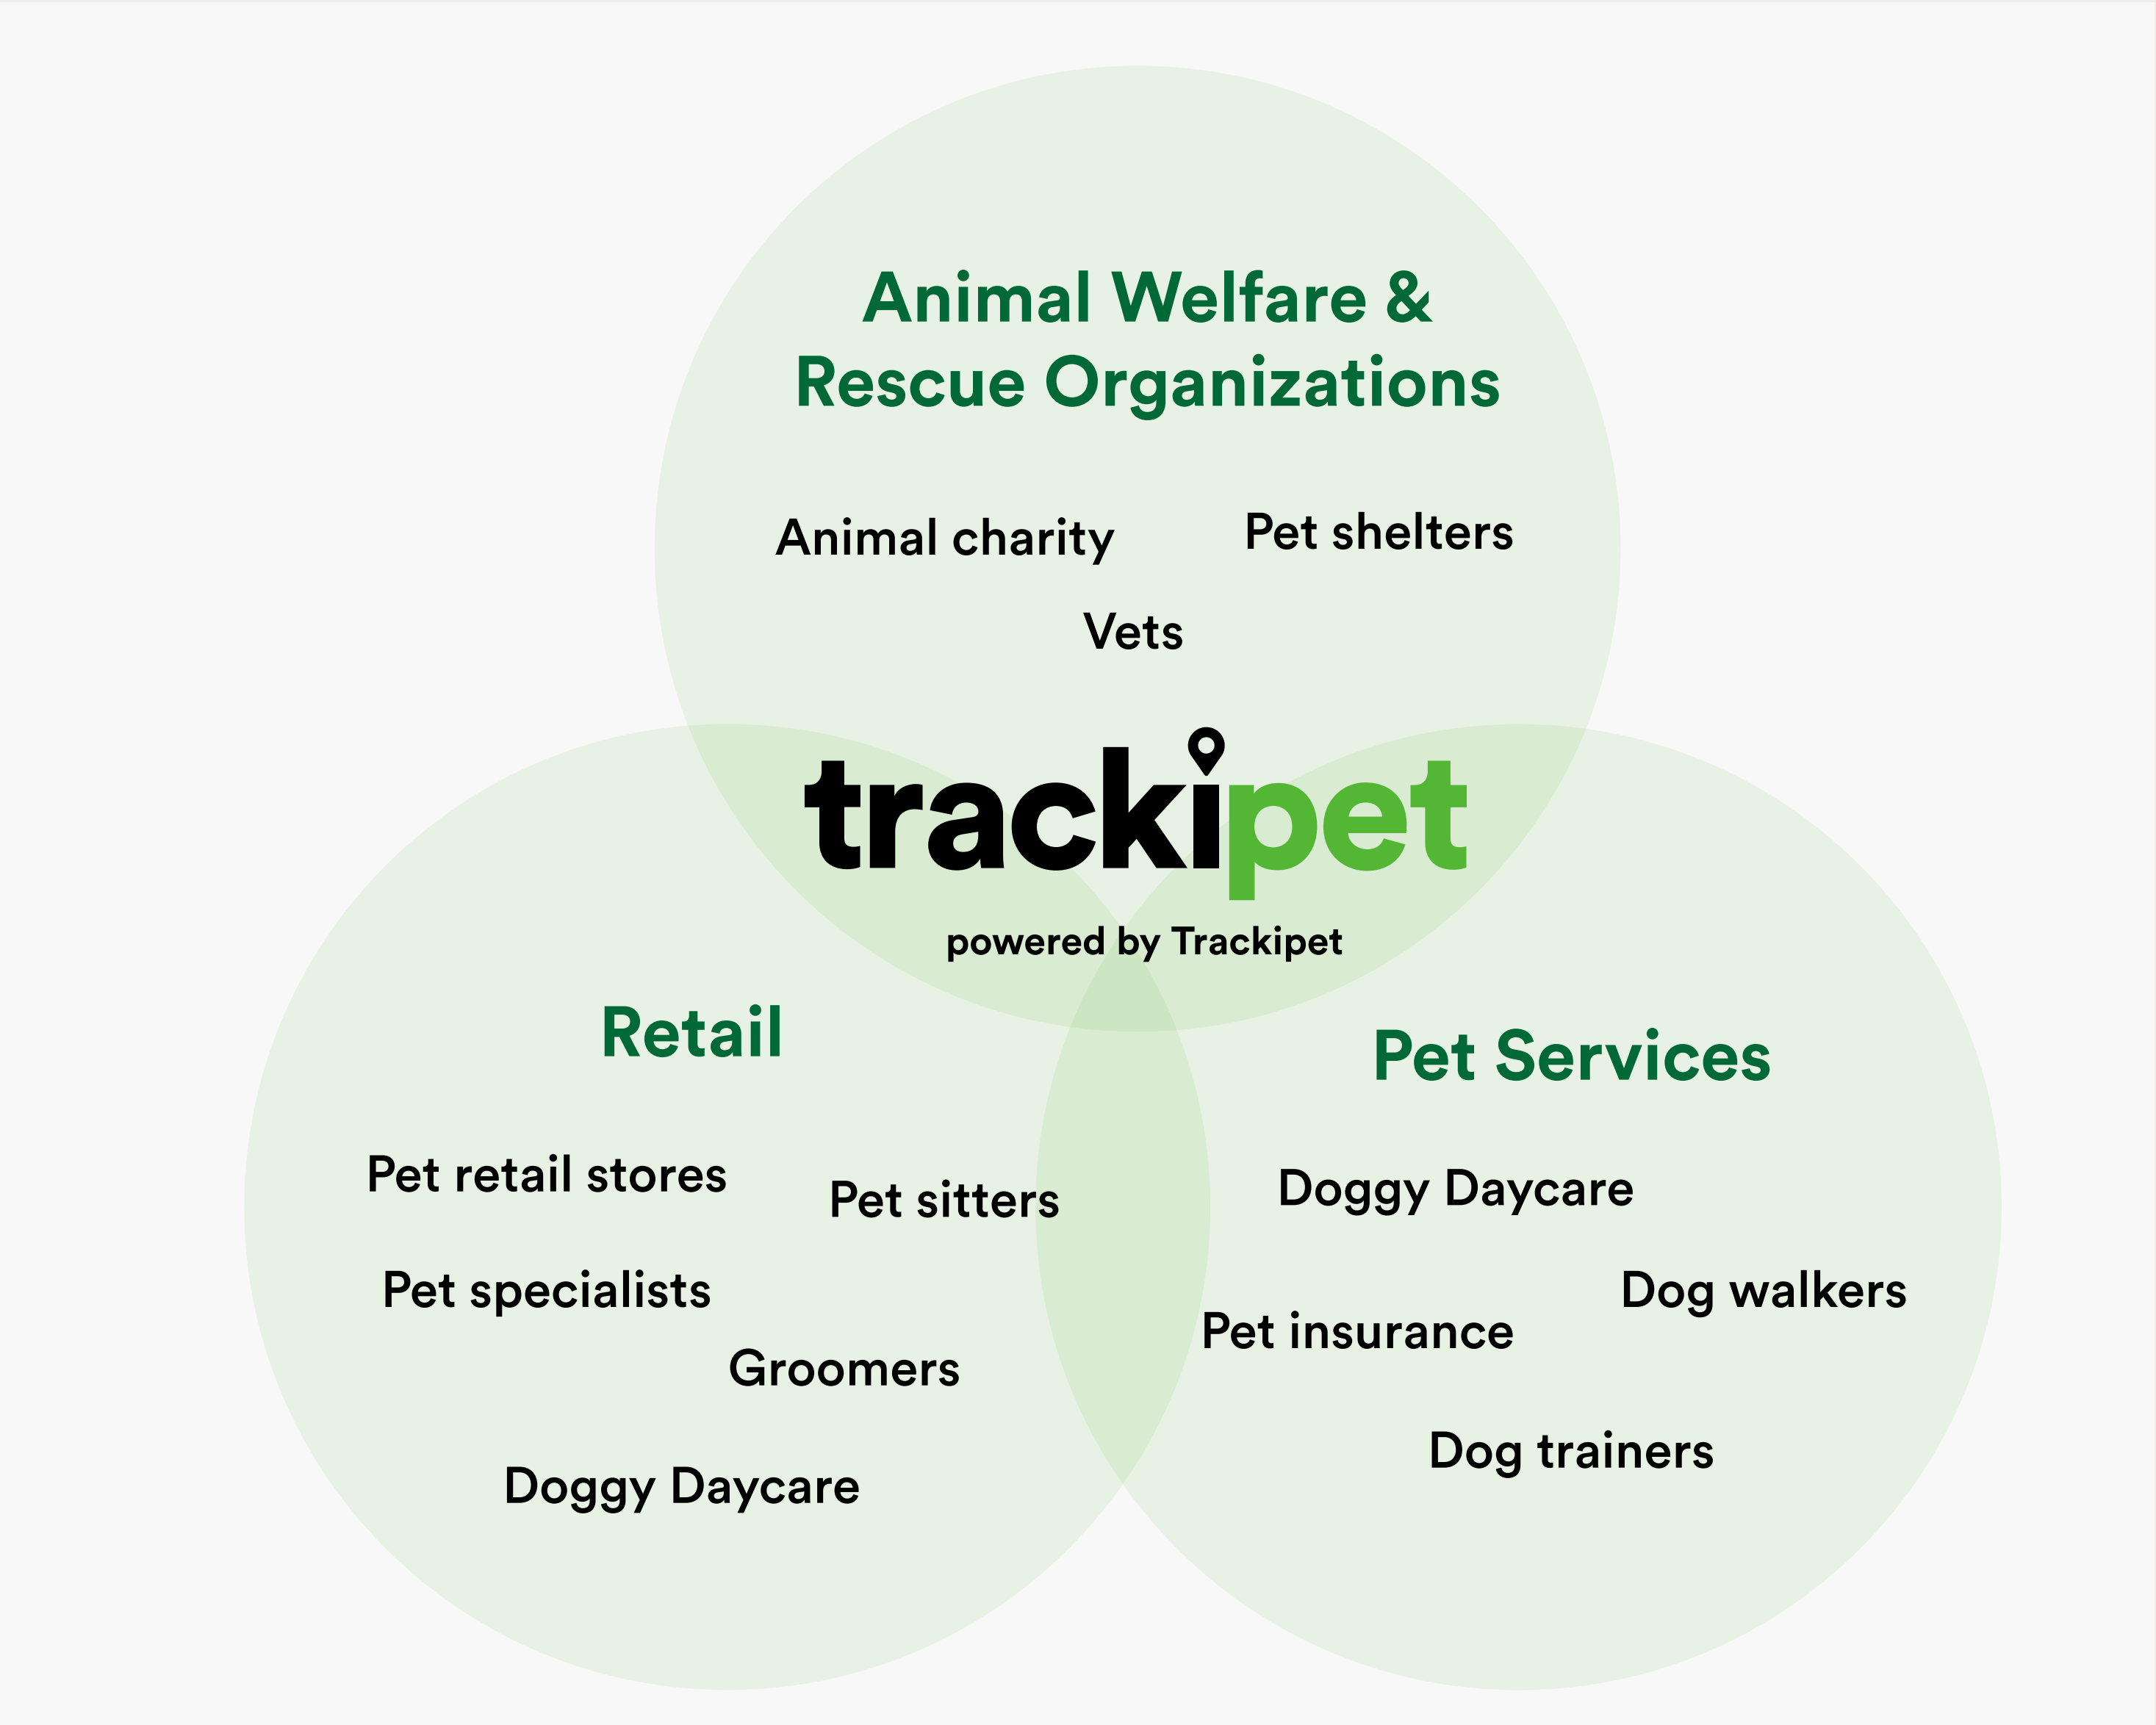 Animal Welfare &
Rescue Organizations
Animal charity
Pet shelters
Vets
trackipet
powered by Trackipet
Retail
Pet retail stores
Pet sitters
Pet specialists
Groomers
Doggy Daycare
Pet Services
Doggy Daycare
Dog walkers
Pet insurance
Dog trainers